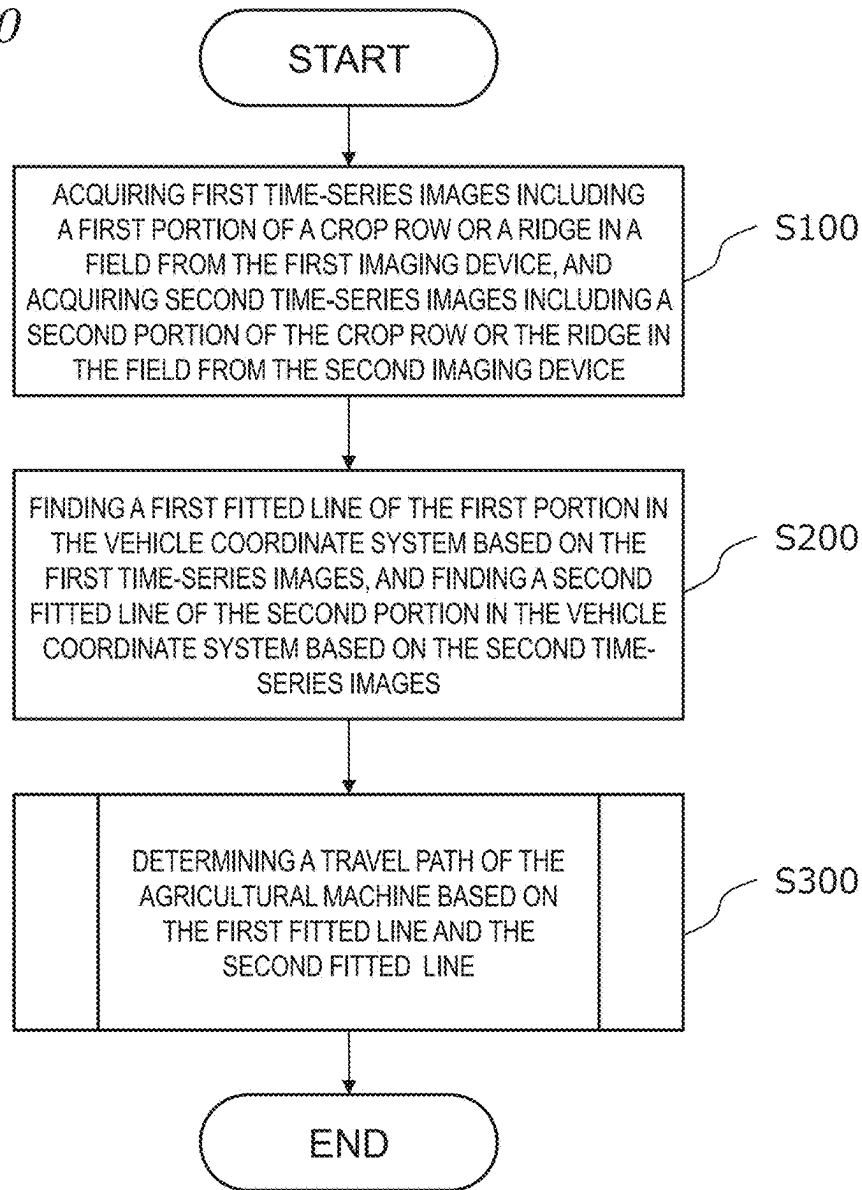 0
START
ACQUIRING FIRST TIME-SERIES IMAGES INCLUDING
A FIRST PORTION OF A CROP ROW OR A RIDGE IN A
FIELD FROM THE FIRST IMAGING DEVICE, AND
ACQUIRING SECOND TIME-SERIES IMAGES INCLUDING A
SECOND PORTION OF THE CROP ROW OR THE RIDGE IN
THE FIELD FROM THE SECOND IMAGING DEVICE
S100
FINDING A FIRST FITTED LINE OF THE FIRST PORTION IN
THE VEHICLE COORDINATE SYSTEM BASED ON THE
FIRST TIME-SERIES IMAGES, AND FINDING A SECOND
FITTED LINE OF THE SECOND PORTION IN THE VEHICLE
COORDINATE SYSTEM BASED ON THE SECOND TIME-
SERIES IMAGES
S200
DETERMINING A TRAVEL PATH OF THE
AGRICULTURAL MACHINE BASED ON
THE FIRST FITTED LINE AND THE
SECOND FITTED LINE
S300
END